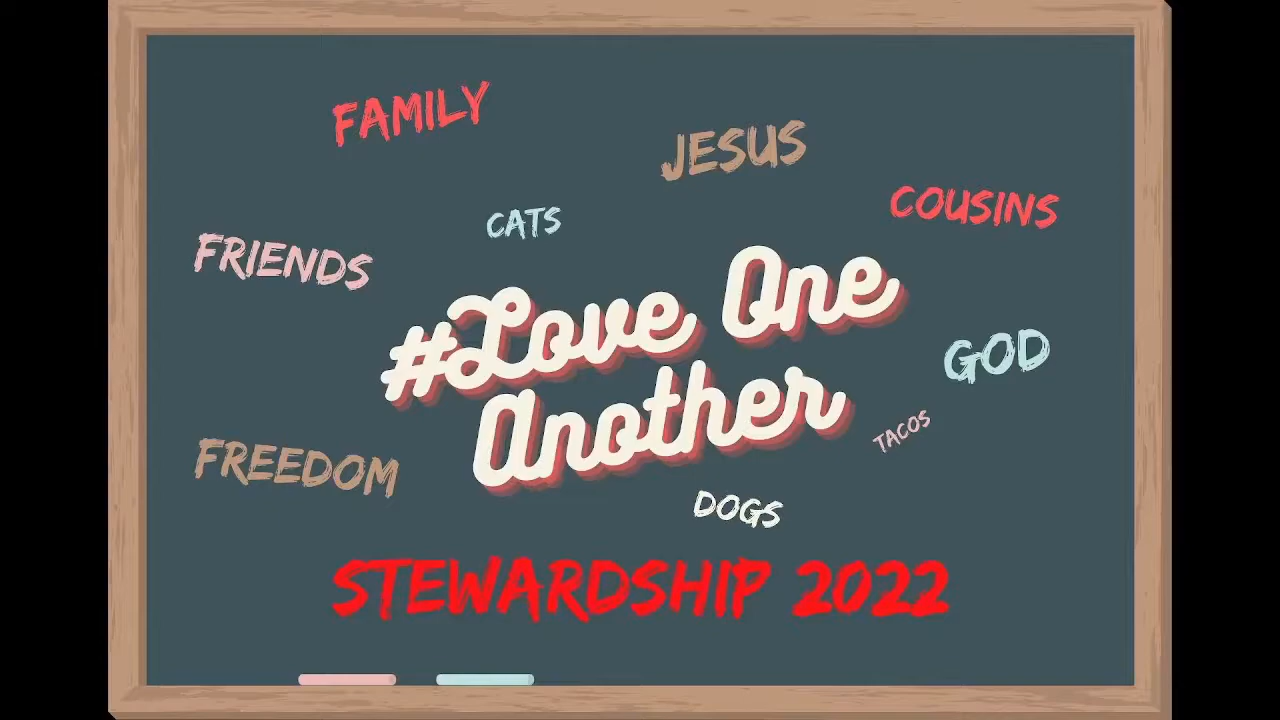 FAMILY
JESUS
COUSINS
CATS
FRIENDS
#Love One
Another
GOD
TACOS
FREEDOM
DOGS
STEWARDSHIP 2022